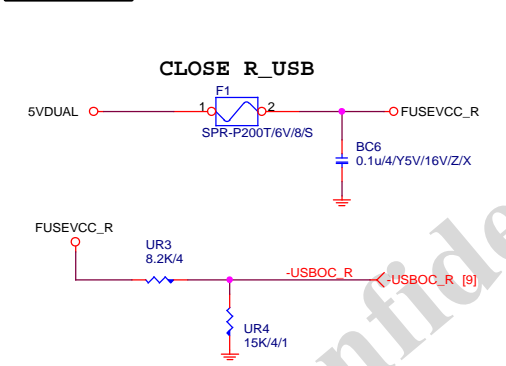 CLOSE R_USB
F1
5VDUAL
1
2
FUSEVCC_R
SPR-P200T/6V/8/S
BC6
0.1u/4/Y5V/16V/Z/X
FUSEVCC_R
UR3
8.2K/4
-USBOC_R
-USBOC_R [9]
UR4
15K/4/1